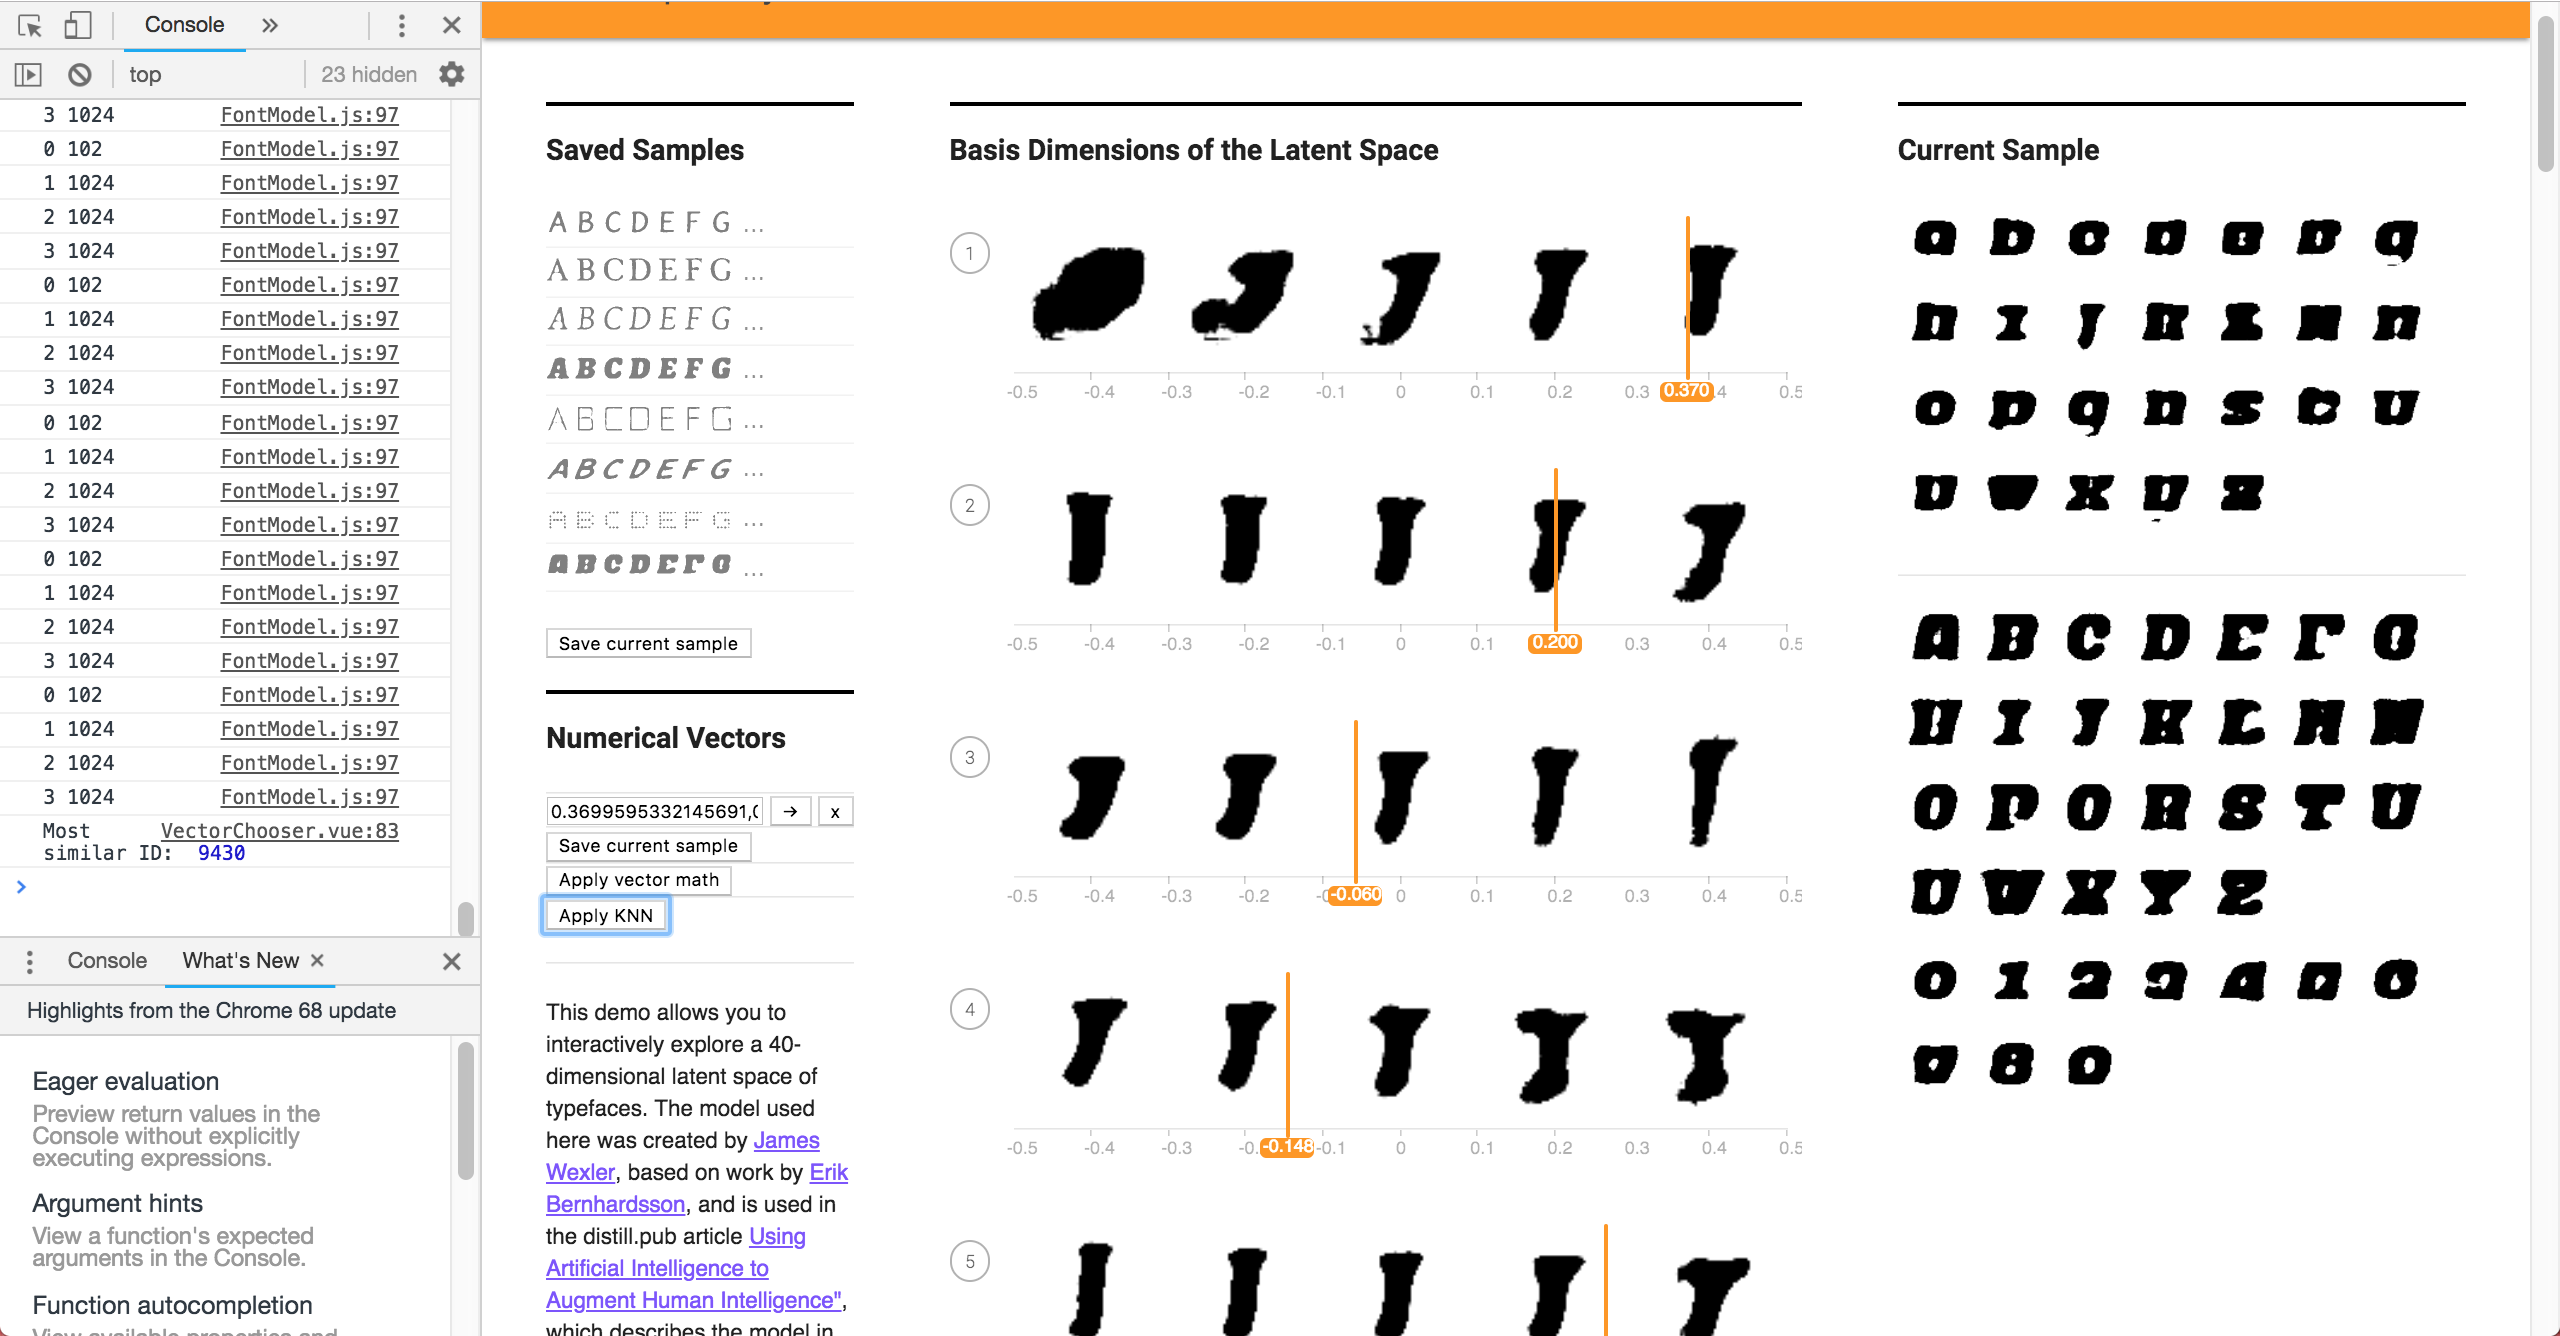 Console
top
23 hidden
3 1024 FontModel.js:97
0 102 FontModel.js:97
1 1024 FontModel.js:97
2 1024 FontModel.js:97
3 1024 FontModel.js:97
0 102 FontModel.js:97
1 1024 FontModel.js:97
2 1024 FontModel.js:97
3 1024 FontModel.js:97
0 102 FontModel.js:97
1 1024 FontModel.js:97
2 1024 FontModel.js:97
3 1024 FontModel.js:97
0 102 FontModel.js:97
1 1024 FontModel.js:97
2 1024 FontModel.js:97
3 1024 FontModel.js:97
0 102 FontModel.js:97
1 1024 FontModel.js:97
2 1024 FontModel.js:97
3 1024 FontModel.js:97
Most VectorChooser.vue:83
similar ID: 9430
Console What's New
Highlights from the Chrome 68 update
Eager evaluation
Preview return values in the
Console without explicitly
executing expressions.
Argument hints
View a function's expected
arguments in the Console.
Function autocompletion
View available properties and
Saved Samples
A B C D E F G ...
A B C D E F G ...
A B C D E F G ...
A B C D E F G ...
A B C D E F G ...
A B C D E F G ...
A B C D E F G ...
A B C D E F G ...
Save current sample
Numerical Vectors
0.3699595332145691,0 → x
Save current sample
Apply vector math
Apply KNN
This demo allows you to
interactively explore a 40-
dimensional latent space of
typefaces. The model used
here was created by James
Wexler, based on work by Erik
Bernhardsson, and is used in
the distill.pub article Using
Artificial Intelligence to
Augment Human Intelligence",
which describes the model in
Basis Dimensions of the Latent Space
1
-0.5 -0.4 -0.3 -0.2 -0.1 0 0.1 0.2 0.3 0.370 0.5
2
-0.5 -0.4 -0.3 -0.2 -0.1 0 0.1 0.200 0.3 0.4 0.5
3
-0.5 -0.4 -0.3 -0.2 -0.060 0 0.1 0.2 0.3 0.4 0.5
4
-0.5 -0.4 -0.3 -0.148 -0.1 0 0.1 0.2 0.3 0.4 0.5
5
Current Sample
A B C D E F G
H I J K L M N
O P Q R S T U
V W X Y Z
0 1 2 3 4
8